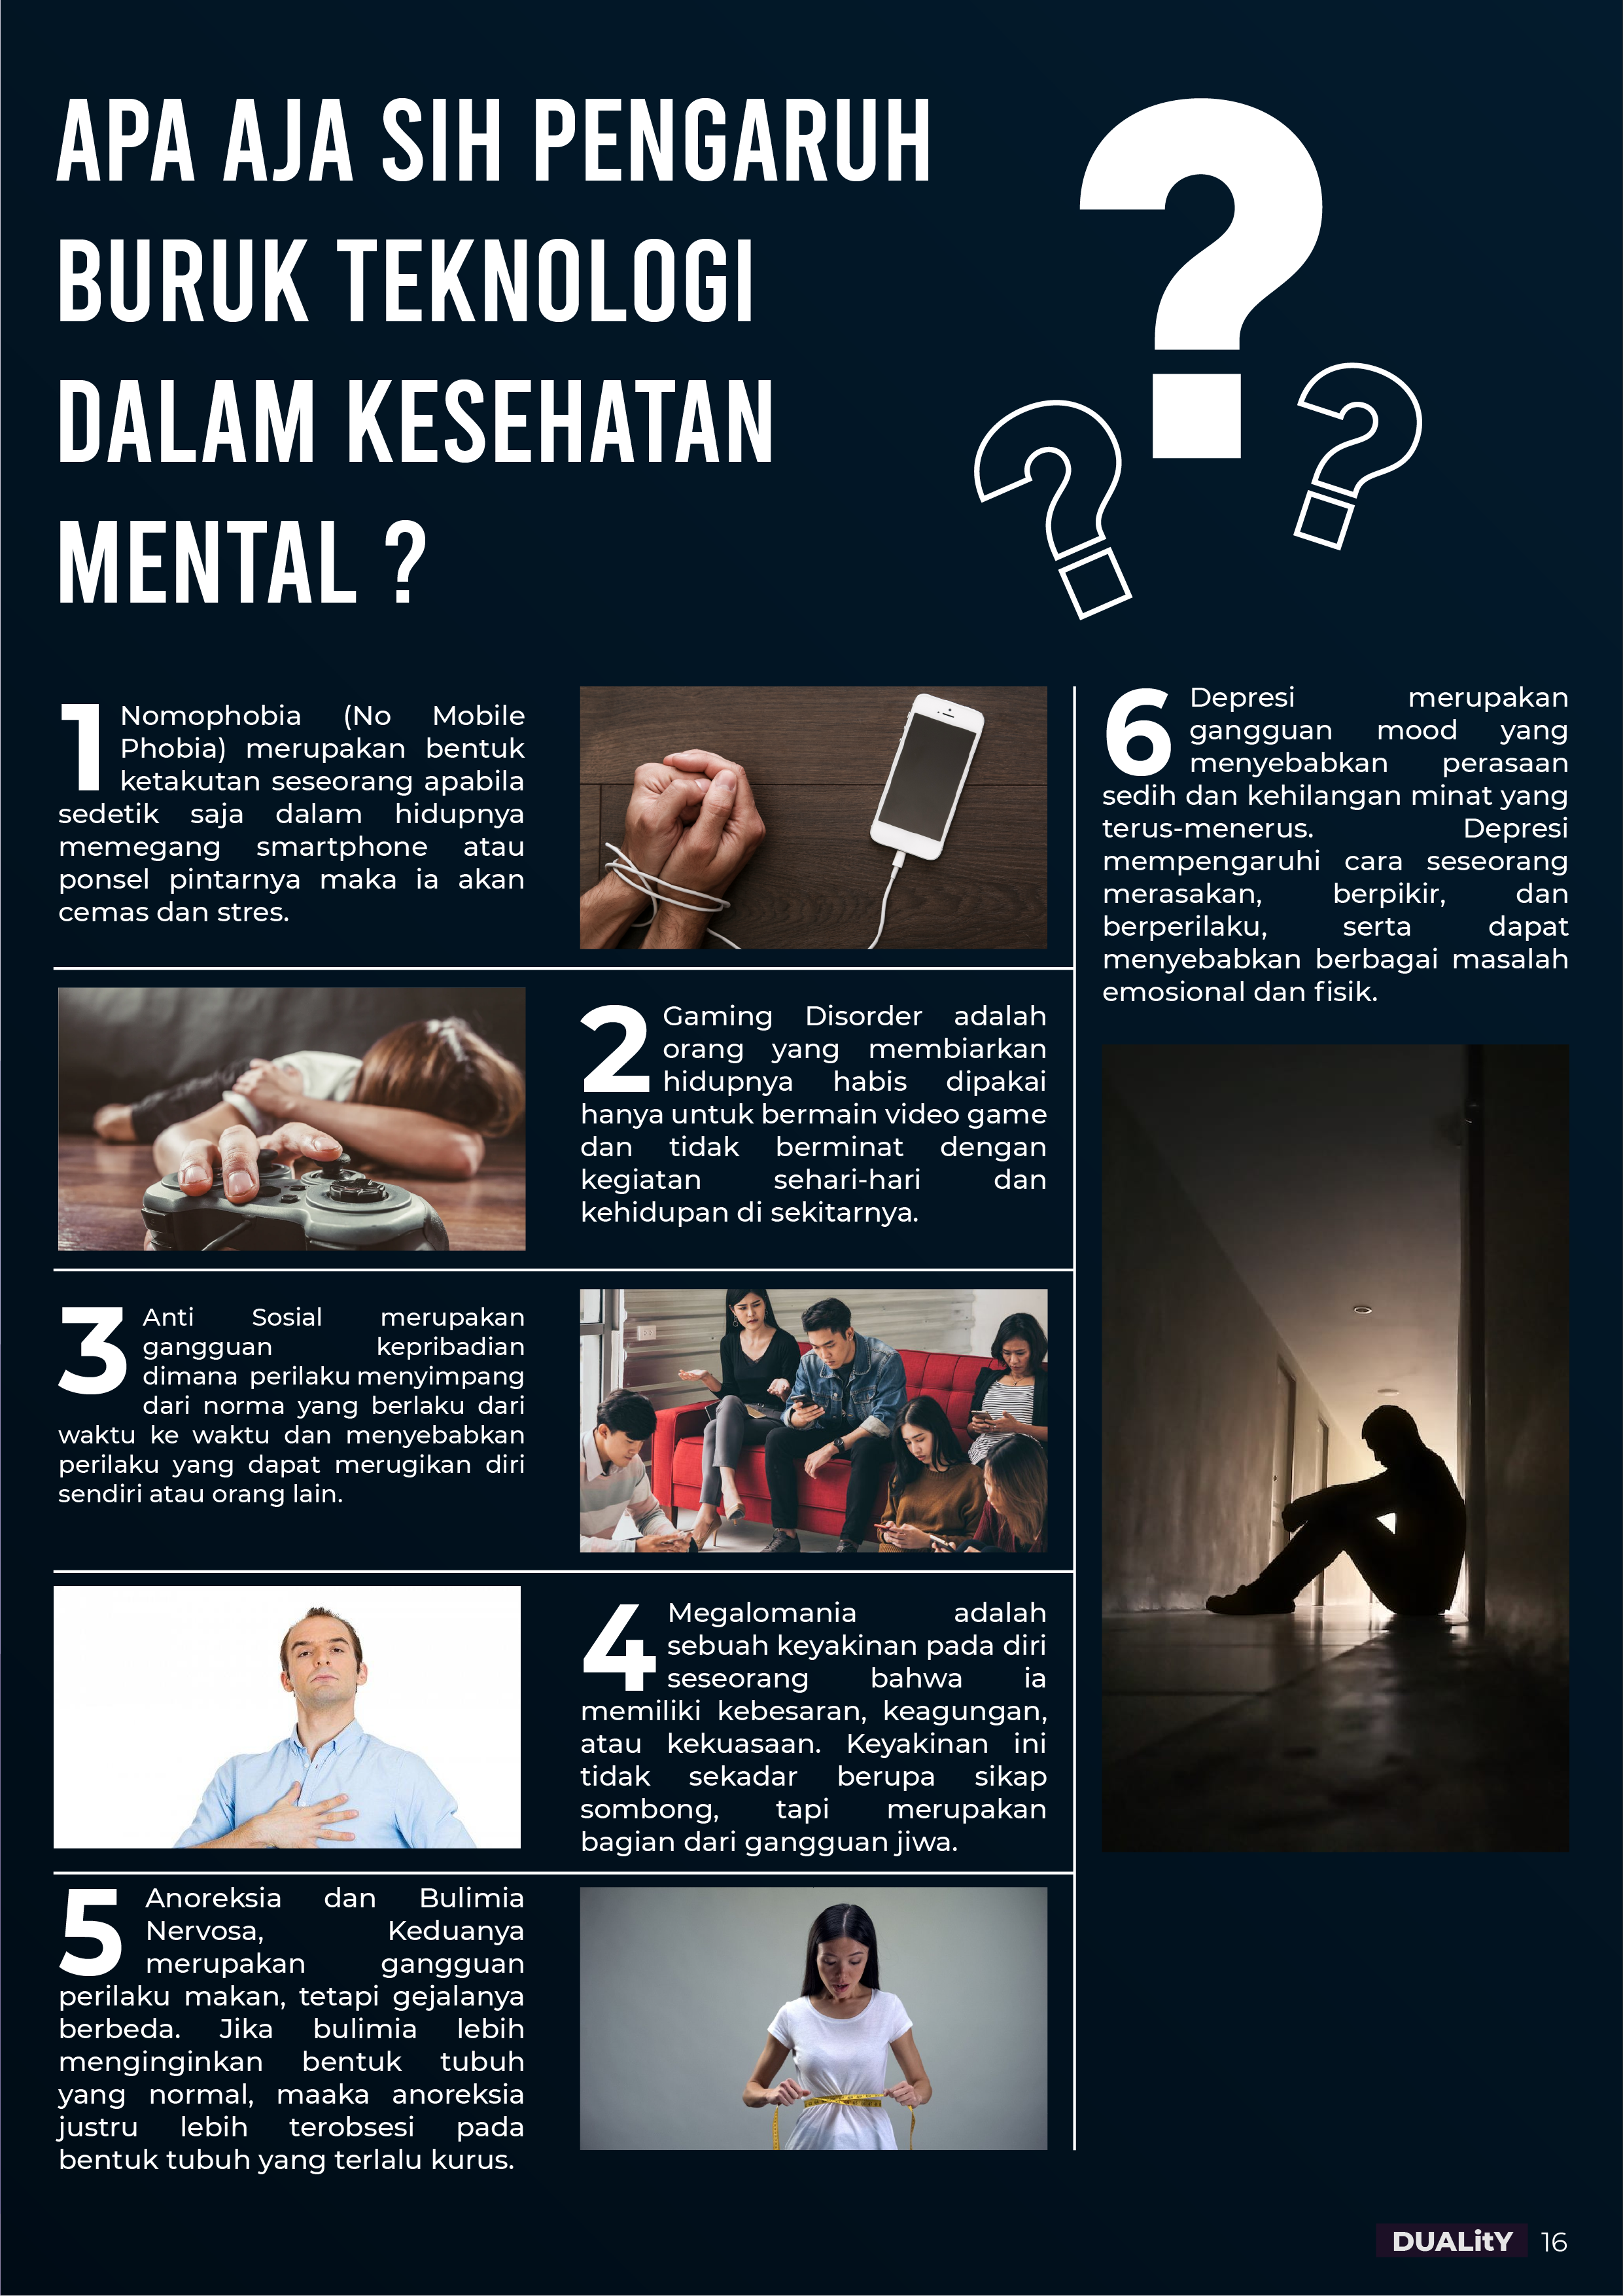 APA AJA SIH PENGARUH
BURUK TEKNOLOGI
DALAM KESEHATAN
MENTAL ?
1 Nomophobia (No Mobile
Phobia) merupakan bentuk
ketakutan seseorang apabila
sedetik saja dalam hidupnya
memegang smartphone atau
ponsel pintarnya maka ia akan
cemas dan stres.
2 Gaming Disorder adalah
orang yang membiarkan
hidupnya habis dipakai
hanya untuk bermain video game
dan tidak berminat dengan
kegiatan sehari-hari dan
kehidupan di sekitarnya.
3 Anti Sosial merupakan
gangguan kepribadian
dimana perilaku menyimpang
dari norma yang berlaku dari
waktu ke waktu dan menyebabkan
perilaku yang dapat merugikan diri
sendiri atau orang lain.
4 Megalomania adalah
sebuah keyakinan pada diri
seseorang bahwa ia
memiliki kebesaran, keagungan,
atau kekuasaan. Keyakinan ini
tidak sekadar berupa sikap
sombong, tapi merupakan
bagian dari gangguan jiwa.
5 Anoreksia dan Bulimia
Nervosa, Keduanya
merupakan gangguan
perilaku makan, tetapi gejalanya
berbeda. Jika bulimia lebih
menginginkan bentuk tubuh
yang normal, maaka anoreksia
justru lebih terobsesi pada
bentuk tubuh yang terlalu kurus.
6 Depresi merupakan
gangguan mood yang
menyebabkan perasaan
sedih dan kehilangan minat yang
terus-menerus. Depresi
mempengaruhi cara seseorang
merasakan, berpikir, dan
berperilaku, serta dapat
menyebabkan berbagai masalah
emosional dan fisik.
DUALitY 16